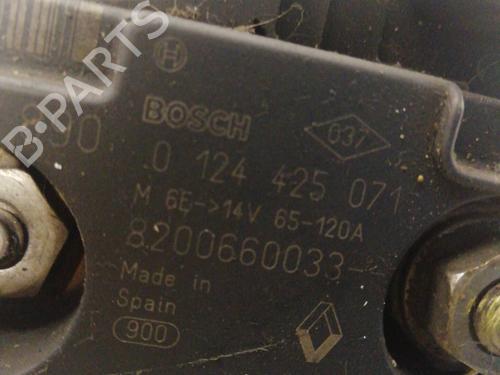 B-PARTS
BOSCH
037
0 124 425 071
M 6E->14V 65-120A
8200660033-
Made in
Spain
900